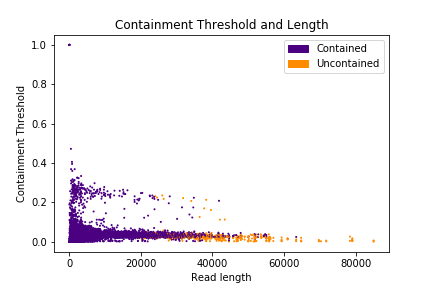 Containment Threshold and Length
Contained
Uncontained
Containment Threshold
1.0
0.8
0.6
0.4
0.2
0.0
0
20000
40000
60000
80000
Read length